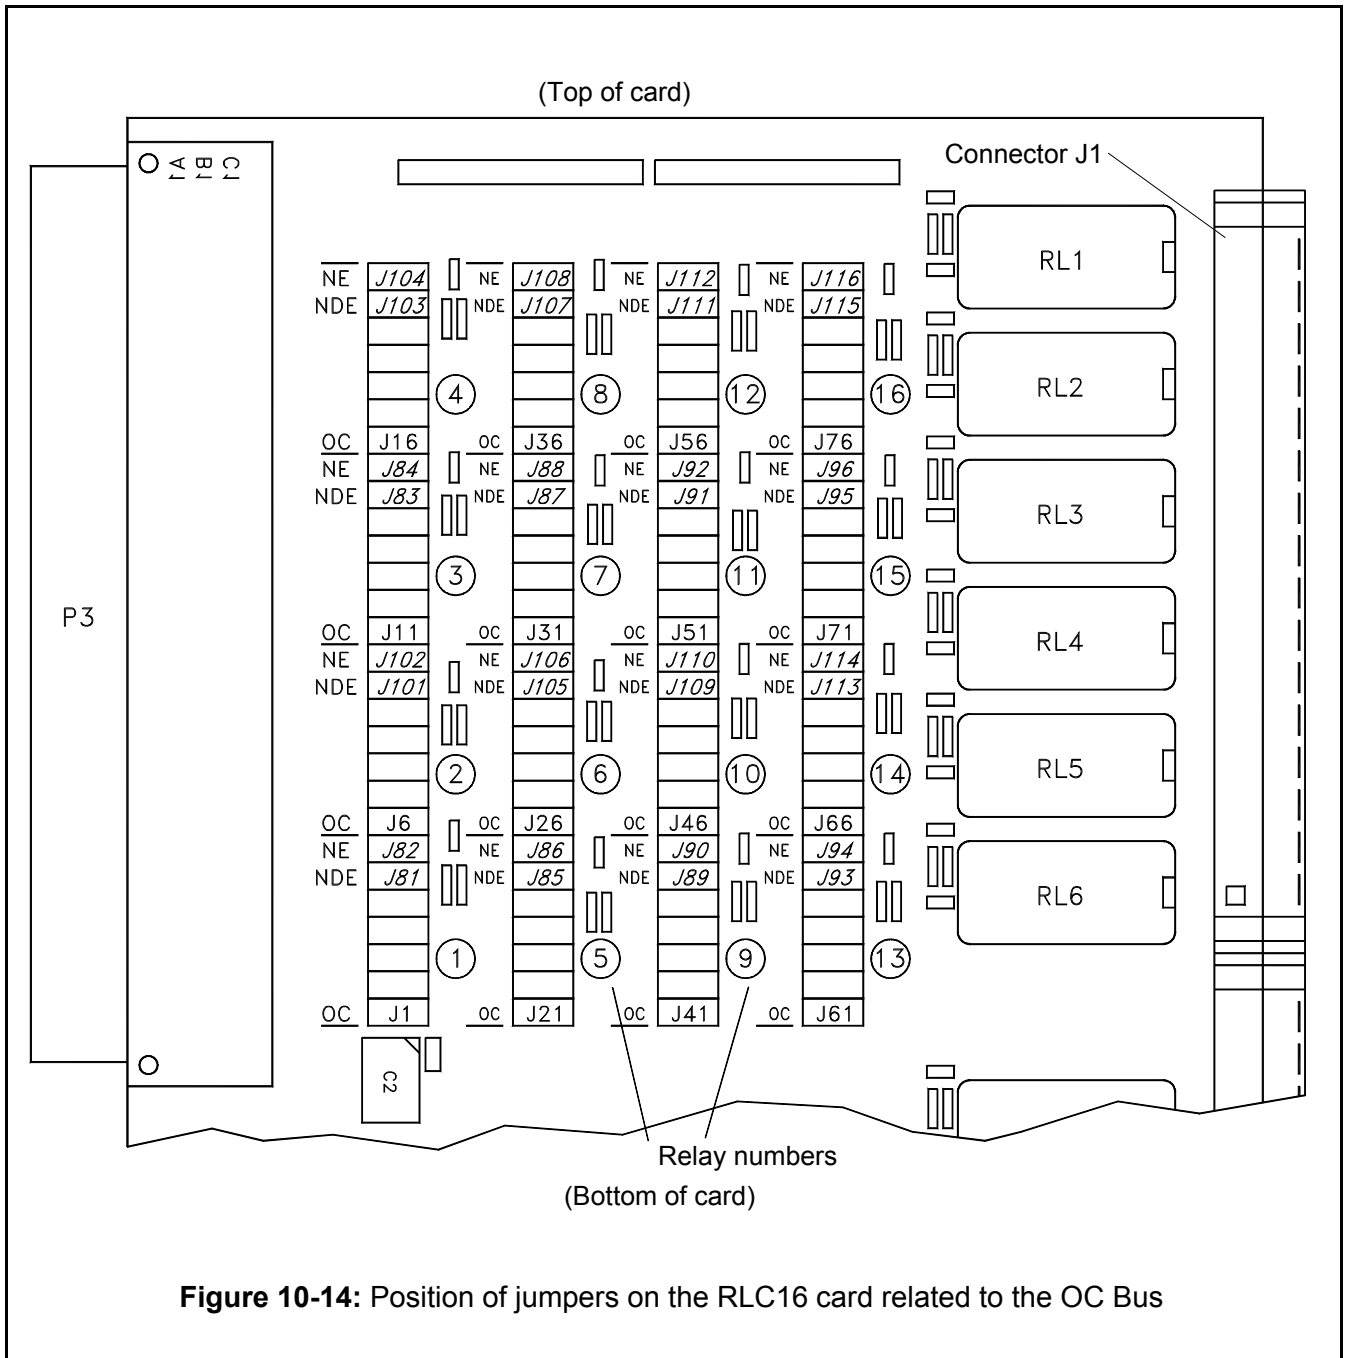 (Top of card)
Connector J1
A1 B1 C1
RL1
NE J104 NE J108 NE J112 NE J116
NDE J103 NDE J107 NDE J111 NDE J115
RL2
4 8 12 16
OC J16 OC J36 OC J56 OC J76
NE J84 NE J88 NE J92 NE J96
NDE J83 NDE J87 NDE J91 NDE J95
RL3
3 7 11 15
P3
OC J11 OC J31 OC J51 OC J71
RL4
NE J102 NE J106 NE J110 NE J114
NDE J101 NDE J105 NDE J109 NDE J113
RL5
2 6 10 14
OC J6 OC J26 OC J46 OC J66
NE J82 NE J86 NE J90 NE J94
NDE J81 NDE J85 NDE J89 NDE J93
RL6
1 5 9 13
OC J1 OC J21 OC J41 OC J61
C2
Relay numbers
(Bottom of card)
Figure 10-14: Position of jumpers on the RLC16 card related to the OC Bus